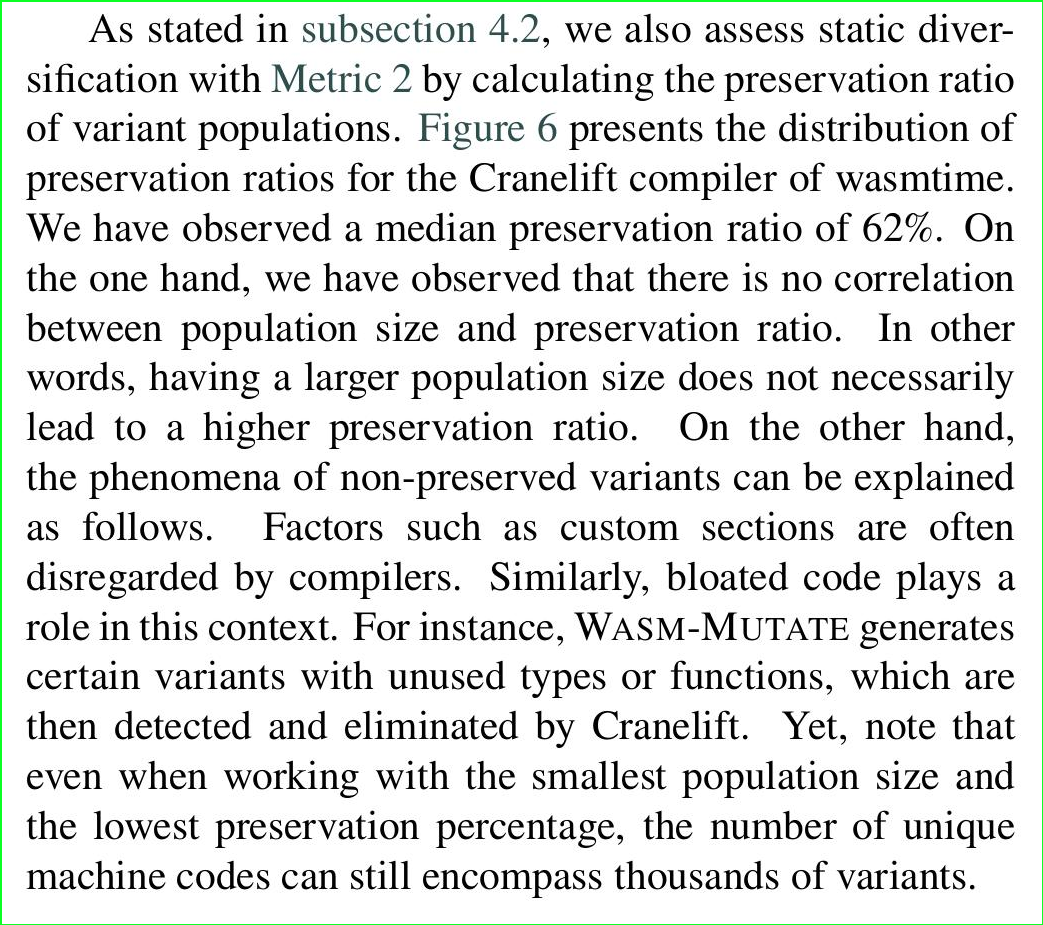 As stated in subsection 4.2, we also assess static diver-
sification with Metric 2 by calculating the preservation ratio
of variant populations. Figure 6 presents the distribution of
preservation ratios for the Cranelift compiler of wasmtime.
We have observed a median preservation ratio of 62%. On
the one hand, we have observed that there is no correlation
between population size and preservation ratio. In other
words, having a larger population size does not necessarily
lead to a higher preservation ratio. On the other hand,
the phenomena of non-preserved variants can be explained
as follows. Factors such as custom sections are often
disregarded by compilers. Similarly, bloated code plays a
role in this context. For instance, WASM-MUTATE generates
certain variants with unused types or functions, which are
then detected and eliminated by Cranelift. Yet, note that
even when working with the smallest population size and
the lowest preservation percentage, the number of unique
machine codes can still encompass thousands of variants.